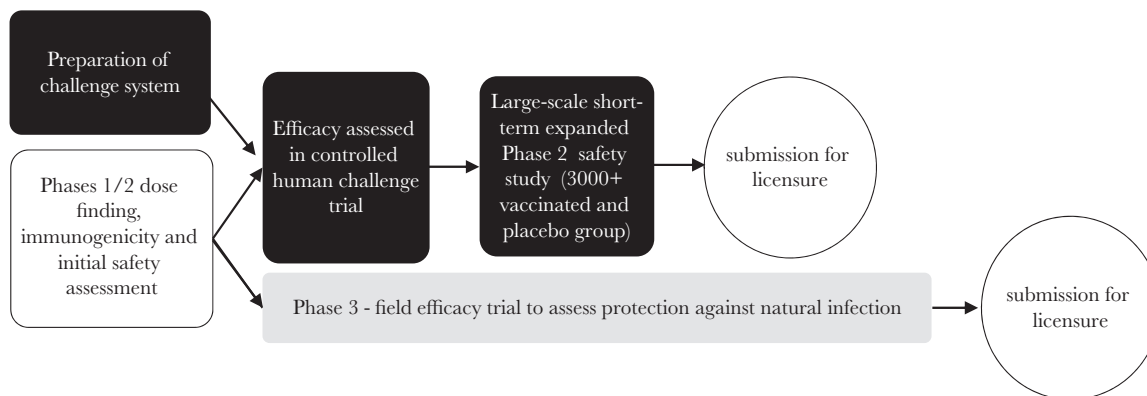 Preparation of
challenge system
Phases 1/2 dose
finding,
immunogenicity and
initial safety
assessment
Efficacy assessed
in controlled
human challenge
trial
Large-scale short-
term expanded
Phase 2 safety
study (3000+
vaccinated and
placebo group)
submission for
licensure
Phase 3 - field efficacy trial to assess protection against natural infection
submission for
licensure